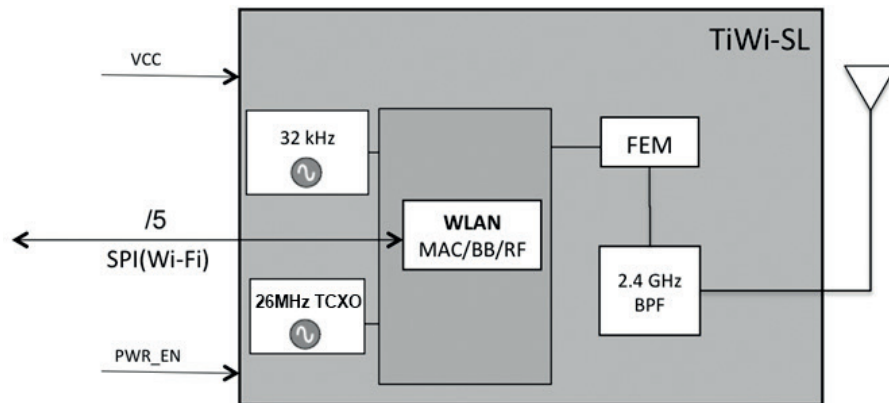 TiWi-SL
VCC
32 kHz
FEM
/5
WLAN
MAC/BB/RF
SPI(Wi-Fi)
2.4 GHz
BPF
26MHz TCXO
PWR_EN